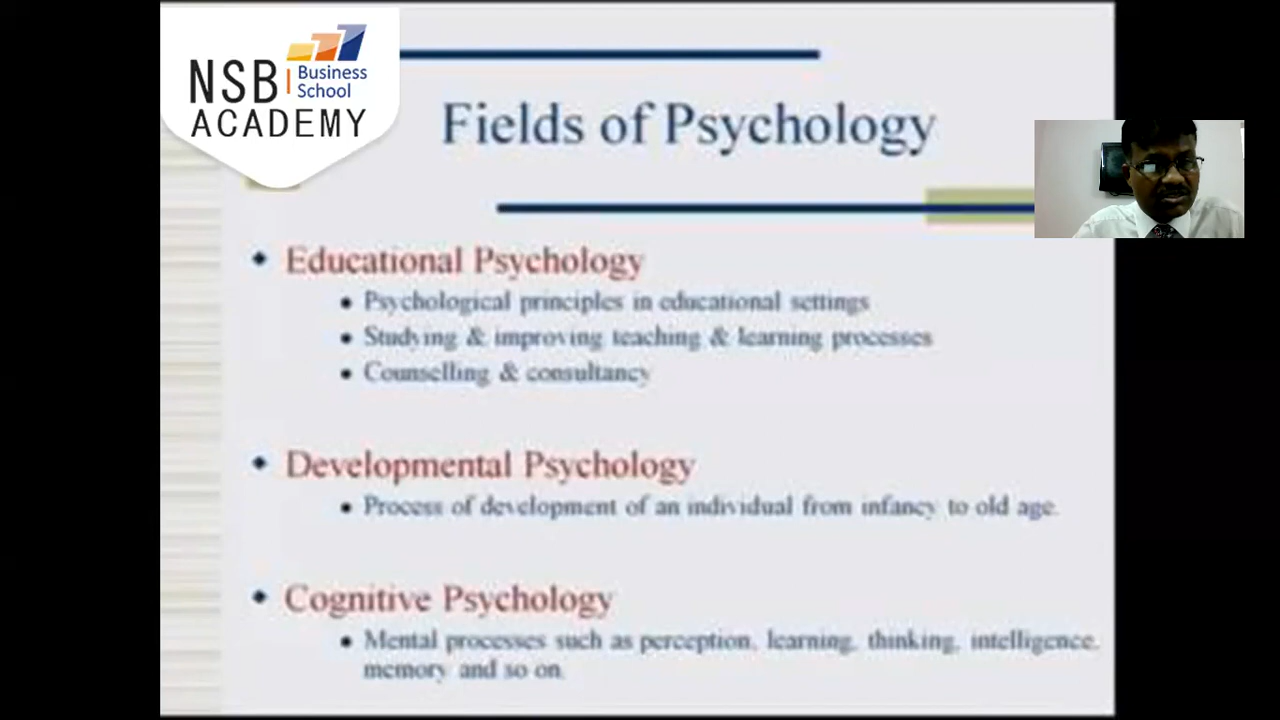 NSB Business School
ACADEMY
Fields of Psychology
Educational Psychology
Psychological principles in educational settings
Studying & improving teaching & learning processes
Counselling & consultancy
Developmental Psychology
Process of development of an individual from infancy to old age.
Cognitive Psychology
Mental processes such as perception, learning, thinking, intelligence,
memory and so on.